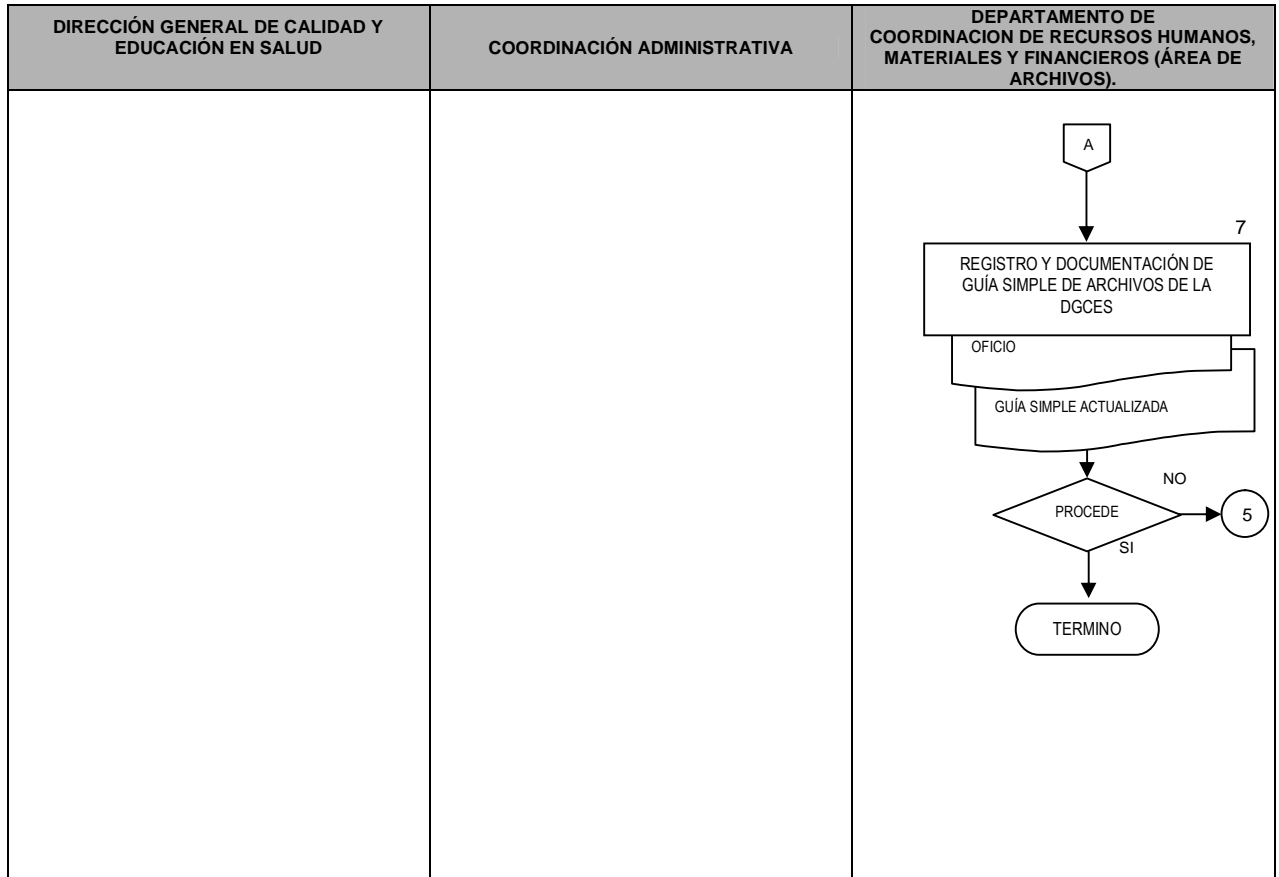 DIRECCIÓN GENERAL DE CALIDAD Y
EDUCACIÓN EN SALUD
COORDINACIÓN ADMINISTRATIVA
DEPARTAMENTO DE
COORDINACION DE RECURSOS HUMANOS,
MATERIALES Y FINANCIEROS (ÁREA DE
ARCHIVOS).
A
7
REGISTRO Y DOCUMENTACIÓN DE
GUÍA SIMPLE DE ARCHIVOS DE LA
DGCES
OFICIO
GUÍA SIMPLE ACTUALIZADA
NO
PROCEDE
5
SI
TERMINO